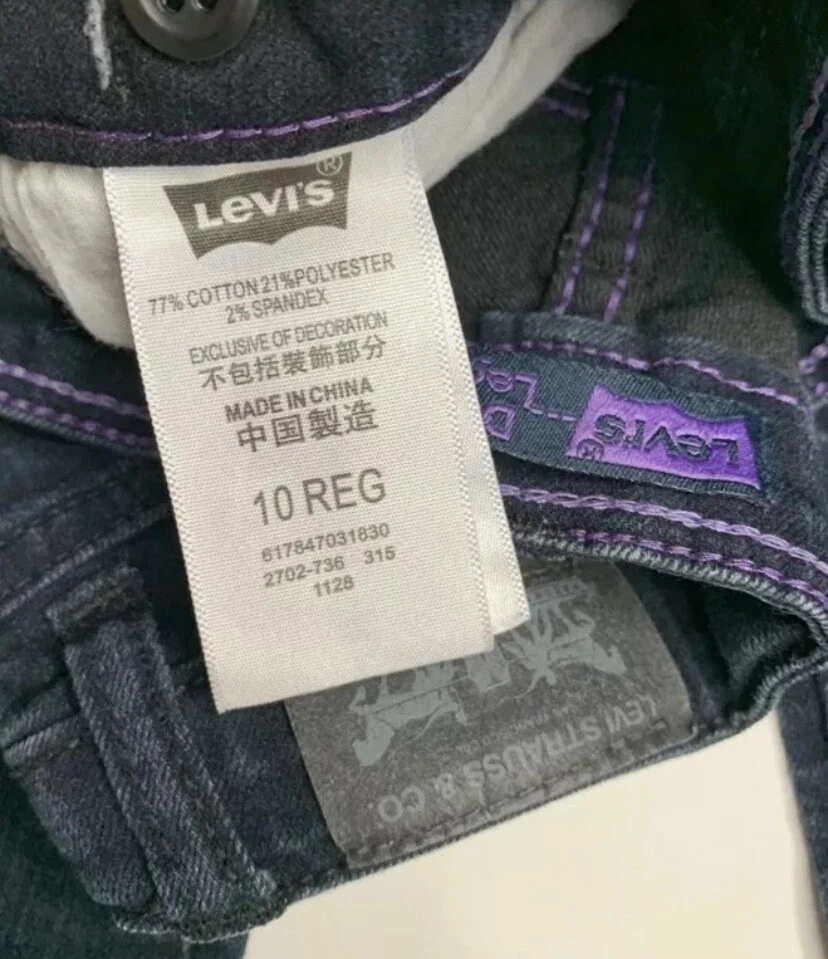 LEVI'S®
77% COTTON 21%POLYESTER
2% SPANDEX
EXCLUSIVE OF DECORATION
不包括裝飾部分
MADE IN CHINA
中国製造
10 REG
617847031830
2702-736 315
1128
LEVI'S®
LEVI STRAUSS & CO.